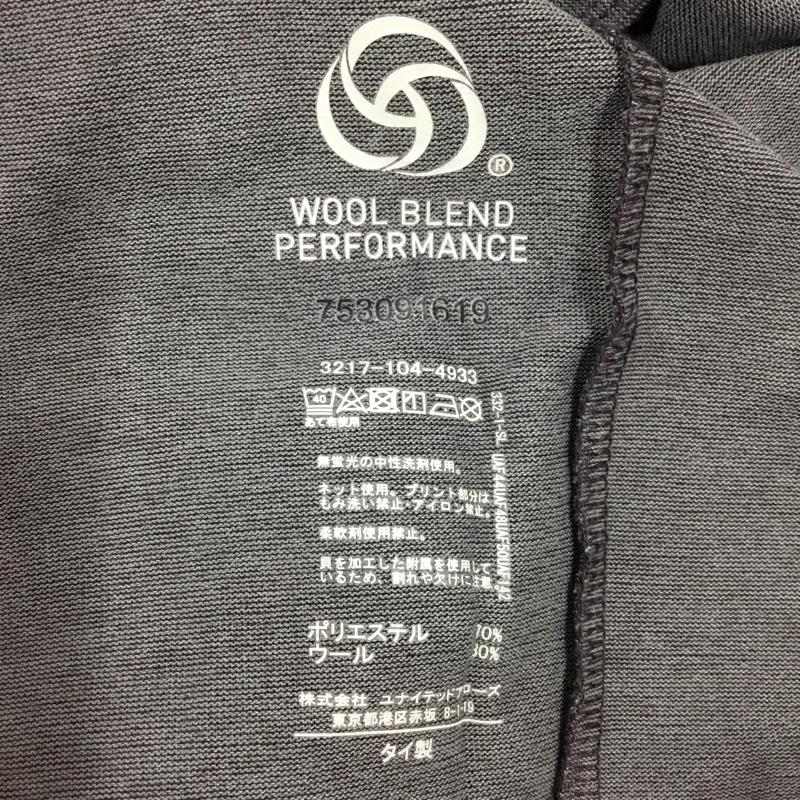 ®
WOOL BLEND
PERFORMANCE
753091619
3217-104-4933
40
あて布使用
無蛍光の中性洗剤使用。
ネット使用。プリント部分は
もみ洗い禁止・アイロン禁止。
柔軟剤使用禁止。
貝を加工した附属を使用して
いるため、割れや欠けに注意。
ポリエステル 70%
ウール 30%
株式会社 ユナイテッドアローズ
東京都港区赤坂 8-1-19
タイ製